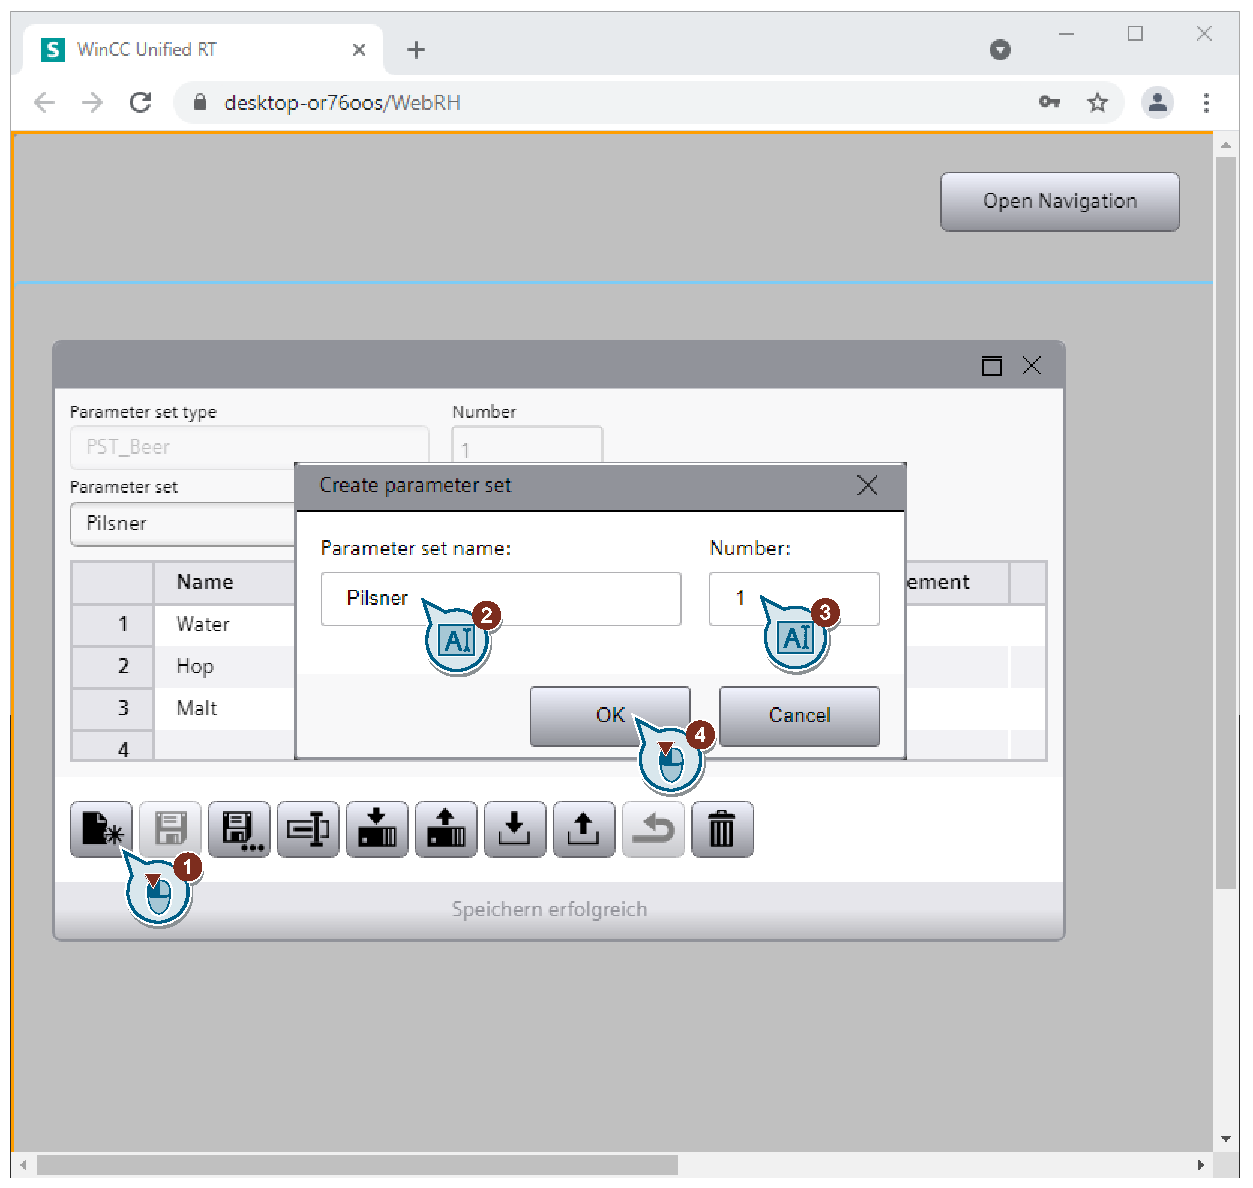 S WinCC Unified RT
desktop-or76oos/WebRH
Open Navigation
Parameter set type
Number
PST_Beer
1
Parameter set
Pilsner
Create parameter set
Parameter set name:
Number:
Pilsner
1
2
AI
3
AI
OK
Cancel
4
Name
ement
1 Water
2 Hop
3 Malt
4
1
Speichern erfolgreich